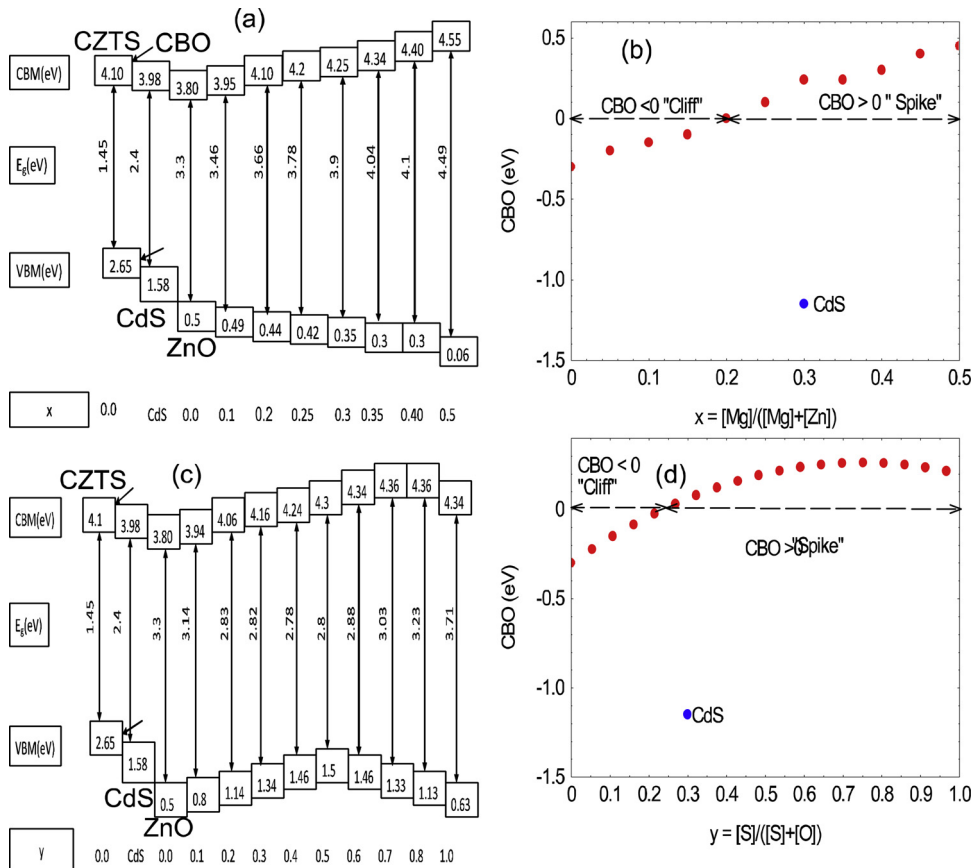 (a)
CZTS CBO
CBM(eV) 4.10 3.98 3.80 3.95 4.10 4.2 4.25 4.34 4.40 4.55
Eg(eV) 1.45 2.4 3.3 3.46 3.66 3.78 3.9 4.04 4.1 4.49
VBM(eV) 2.65 1.58 0.5 0.49 0.44 0.42 0.35 0.3 0.3 0.06
CdS
ZnO
x 0.0 CdS 0.0 0.1 0.2 0.25 0.3 0.35 0.40 0.5
(b)
0.5
CBO <0 "Cliff" CBO > 0 " Spike"
0
-0.5
-1.0
CdS
-1.5
CBO (eV)
0 0.1 0.2 0.3 0.4 0.5
x = [Mg]/([Mg]+[Zn])
(c)
CZTS
CBM(eV) 4.1 3.98 3.80 3.94 4.06 4.16 4.24 4.3 4.34 4.36 4.36 4.34
Eg(eV) 1.45 2.4 3.3 3.14 2.83 2.82 2.78 2.8 2.88 3.03 3.23 3.71
VBM(eV) 2.65 1.58 0.5 0.8 1.14 1.34 1.46 1.5 1.46 1.33 1.13 0.63
CdS
ZnO
y 0.0 CdS 0.0 0.1 0.2 0.3 0.4 0.5 0.6 0.7 0.8 1.0
(d)
CBO < 0
"Cliff"
0
CBO >0 "Spike"
-0.5
-1.0
CdS
-1.5
CBO (eV)
0 0.1 0.2 0.3 0.4 0.5 0.6 0.7 0.8 0.9 1.0
y = [S]/([S]+[O])